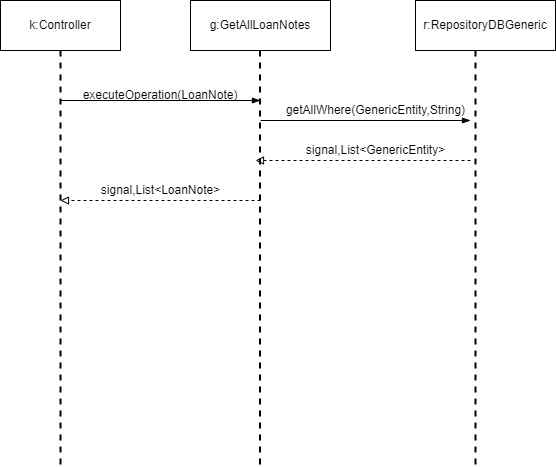 k:Controller
g:GetAllLoanNotes
r:RepositoryDBGeneric
executeOperation(LoanNote)
getAllWhere(GenericEntity,String)
signal,List<GenericEntity>
signal,List<LoanNote>